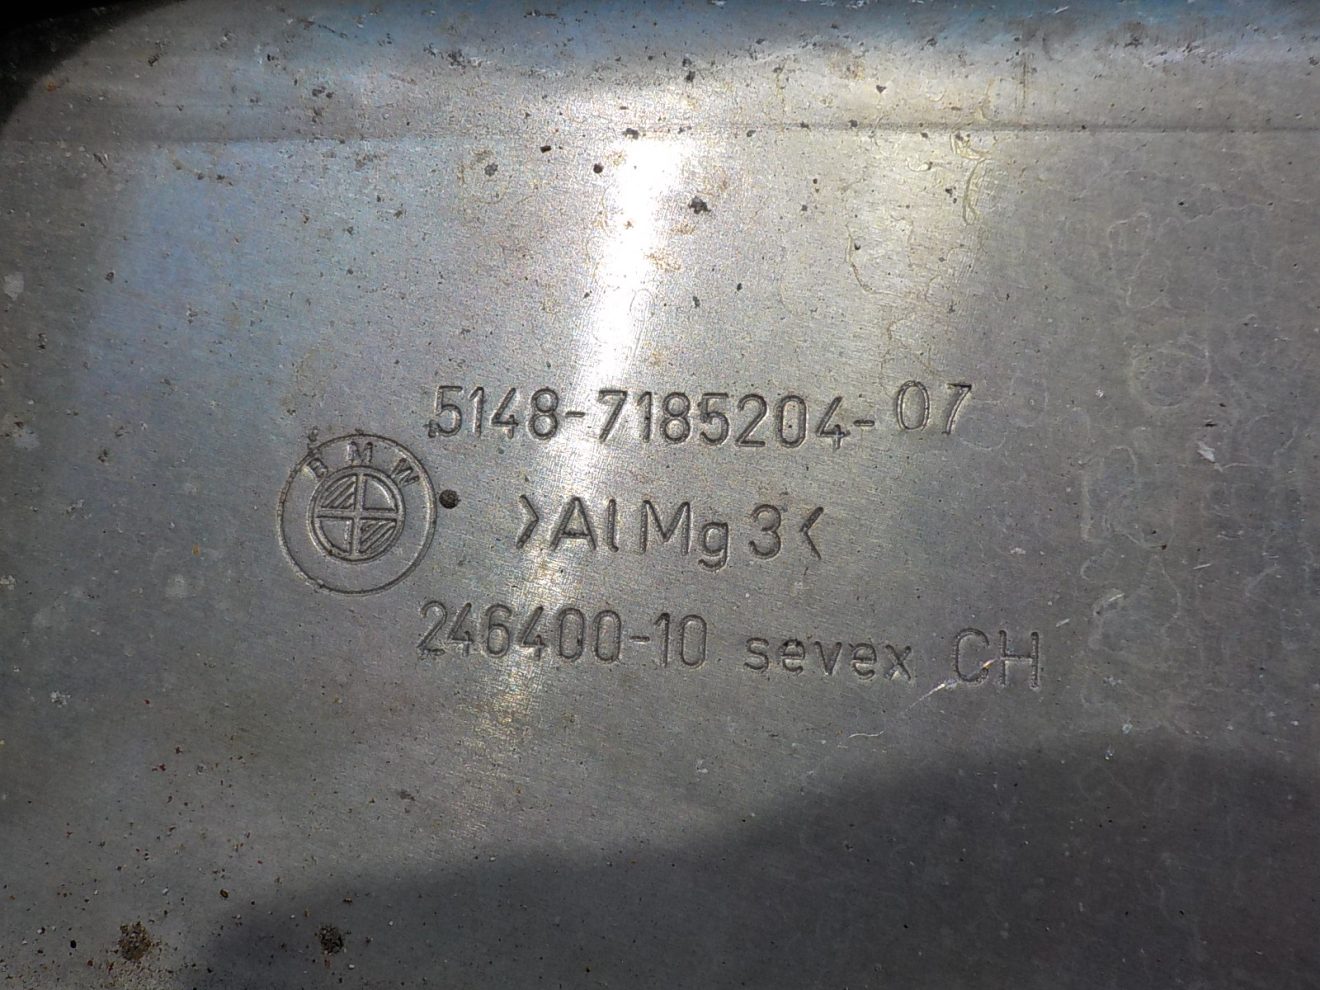 5148-7185204-07
BMW
>AlMg3<
246400-10 sevex CH